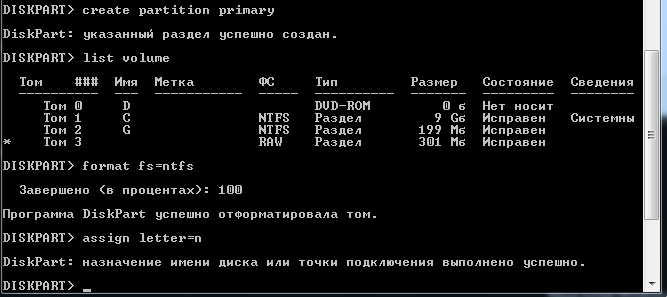 DISKPART> create partition primary
DiskPart: указанный раздел успешно создан.
DISKPART> list volume
Том ### Имя Метка ФС Тип Размер Состояние Сведения
Том 0 D DVD-ROM 0 б Нет носит
Том 1 C NTFS Раздел 9 Gб Исправен Системны
Том 2 G NTFS Раздел 199 Мб Исправен
* Том 3 RAW Раздел 301 Мб Исправен
DISKPART> format fs=ntfs
Завершено (в процентах): 100
Программа DiskPart успешно отформатировала том.
DISKPART> assign letter=n
DiskPart: назначение имени диска или точки подключения выполнено успешно.
DISKPART> _